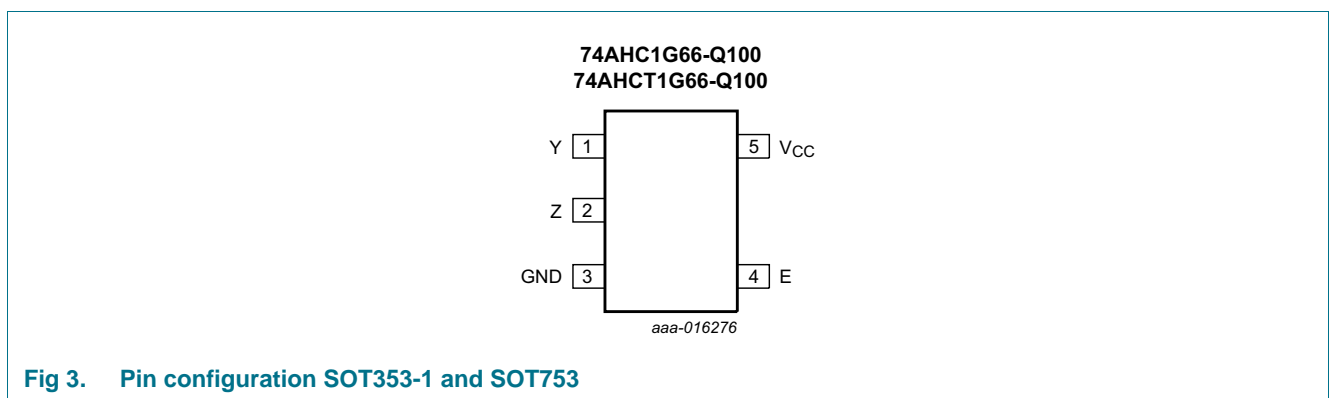 74AHC1G66-Q100
74AHCT1G66-Q100
Y 1 5 VCC
Z 2
GND 3 4 E
aaa-016276
Fig 3. Pin configuration SOT353-1 and SOT753